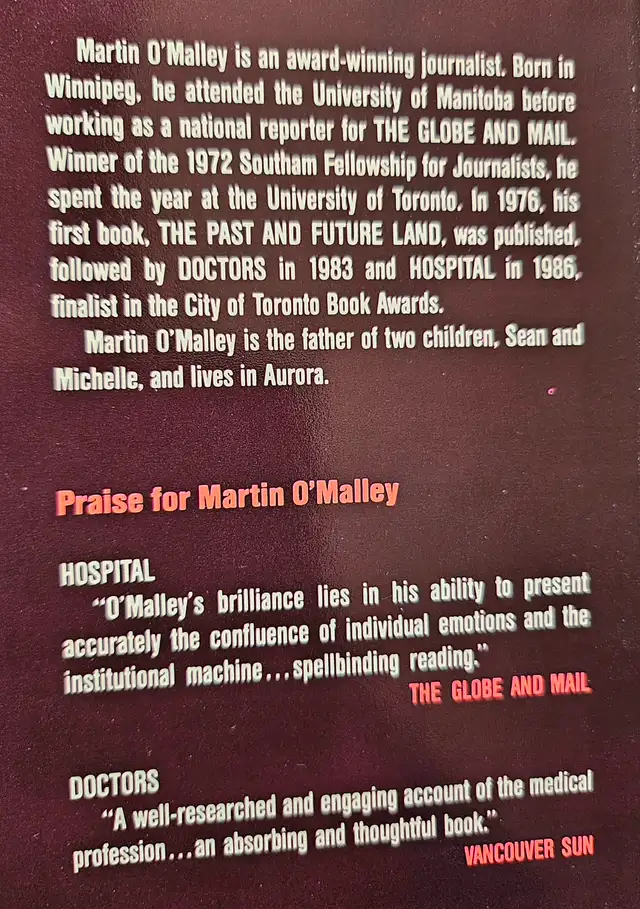 Martin O'Malley is an award-winning journalist. Born in
Winnipeg, he attended the University of Manitoba before
working as a national reporter for THE GLOBE AND MAIL.
Winner of the 1972 Southam Fellowship for Journalists, he
spent the year at the University of Toronto. In 1976, his
first book, THE PAST AND FUTURE LAND, was published,
followed by DOCTORS in 1983 and HOSPITAL in 1986,
finalist in the City of Toronto Book Awards.
Martin O'Malley is the father of two children, Sean and
Michelle, and lives in Aurora.
Praise for Martin O'Malley
HOSPITAL
"O'Malley's brilliance lies in his ability to present
accurately the confluence of individual emotions and the
institutional machine...spellbinding reading."
THE GLOBE AND MAIL
DOCTORS
"A well-researched and engaging account of the medical
profession...an absorbing and thoughtful book."
VANCOUVER SUN